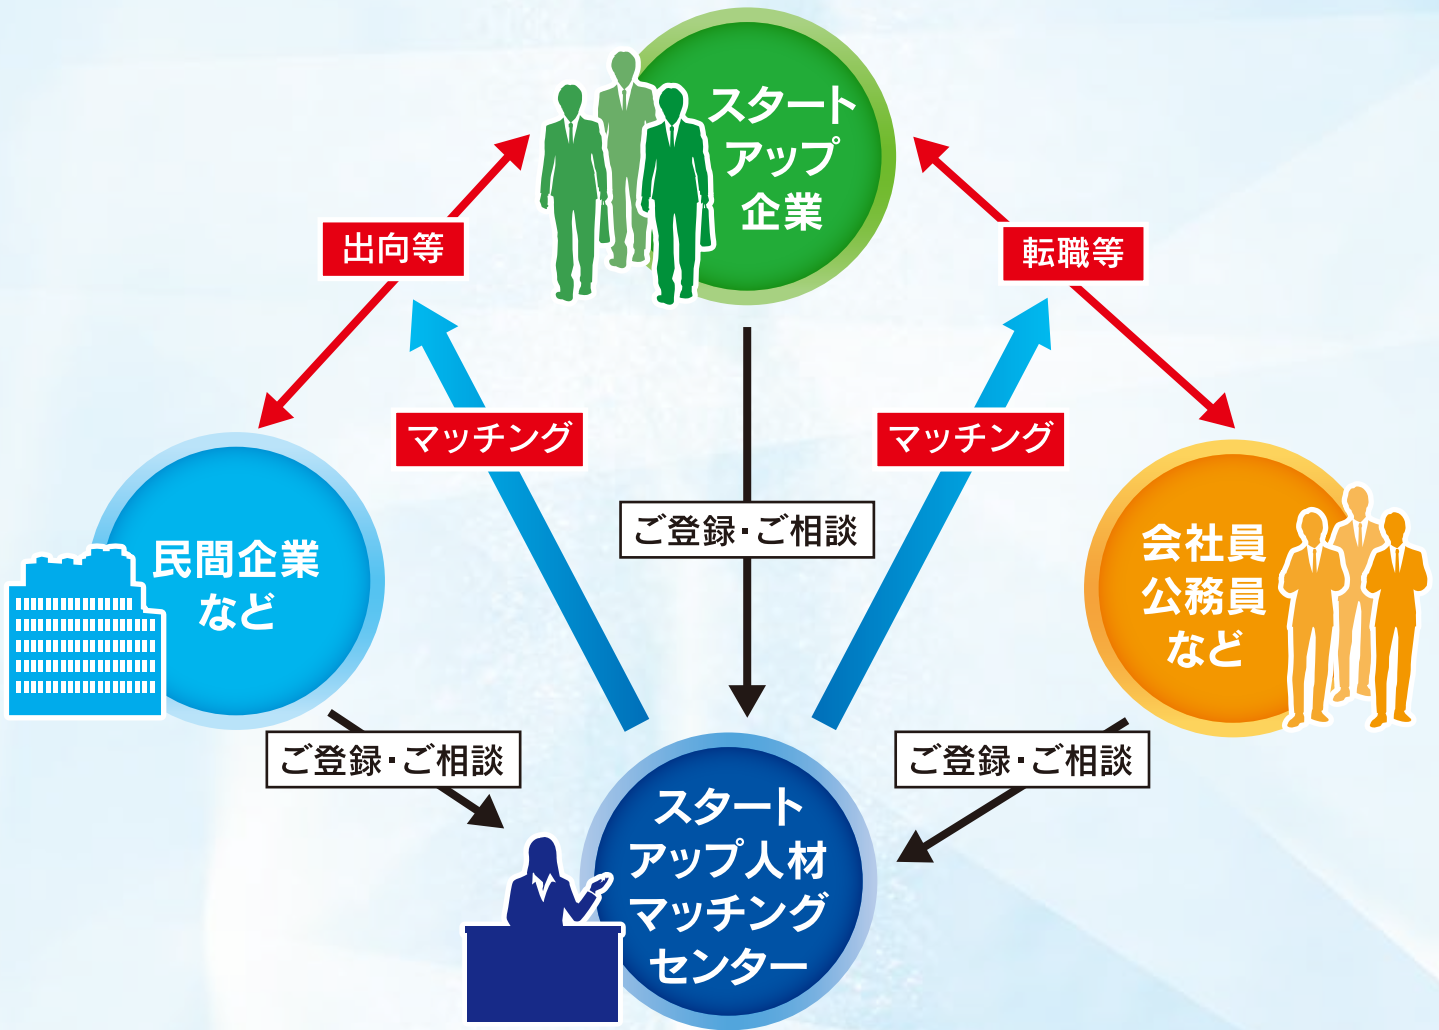 スタート
アップ
企業
出向等
転職等
マッチング
マッチング
ご登録・ご相談
民間企業
など
会社員
公務員
など
ご登録・ご相談
ご登録・ご相談
スタート
アップ人材
マッチング
センター